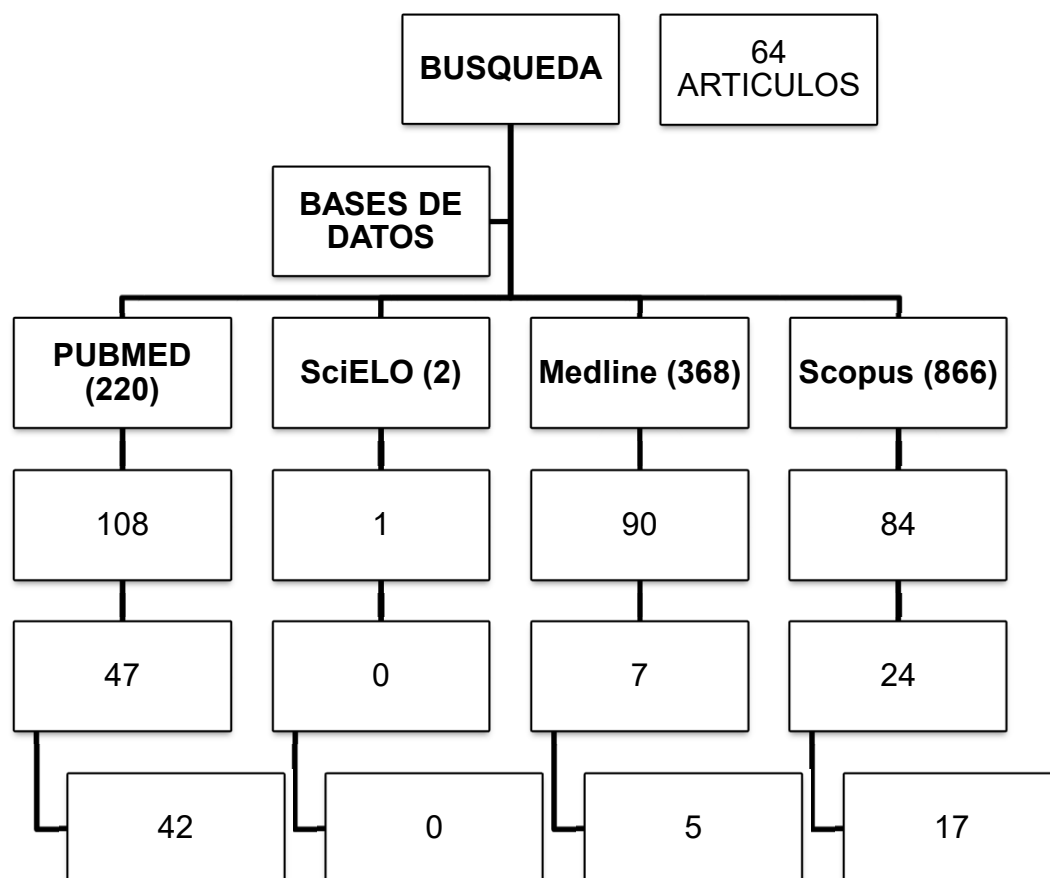 BUSQUEDA
64
ARTICULOS
BASES DE
DATOS
PUBMED
(220)
SciELO (2)
Medline (368)
Scopus (866)
108
1
90
84
47
0
7
24
42
0
5
17